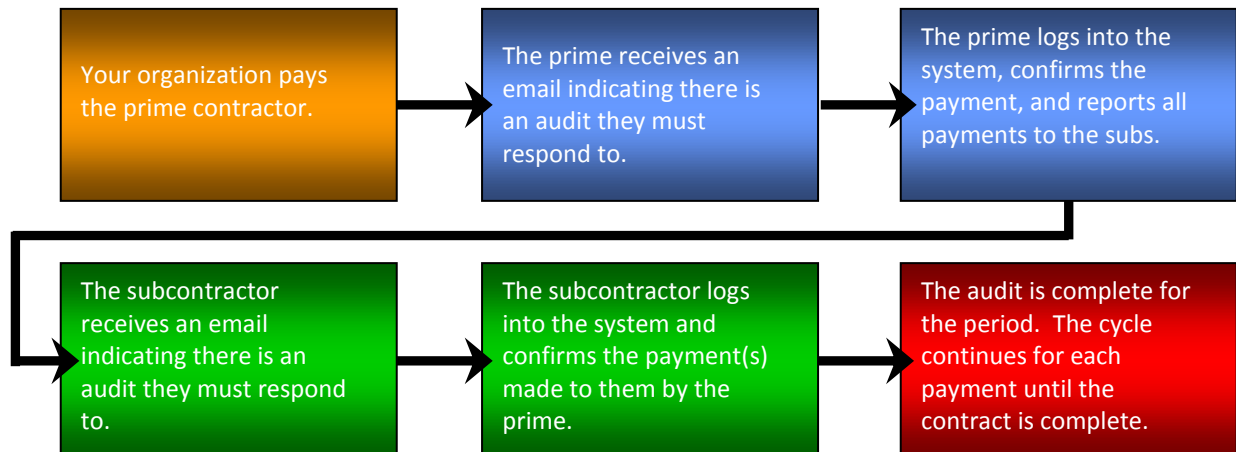 Your organization pays
the prime contractor.
The prime receives an
email indicating there is
an audit they must
respond to.
The prime logs into the
system, confirms the
payment, and reports all
payments to the subs.
The subcontractor
receives an email
indicating there is an
audit they must respond
to.
The subcontractor logs
into the system and
confirms the payment(s)
made to them by the
prime.
The audit is complete for
the period.  The cycle
continues for each
payment until the
contract is complete.